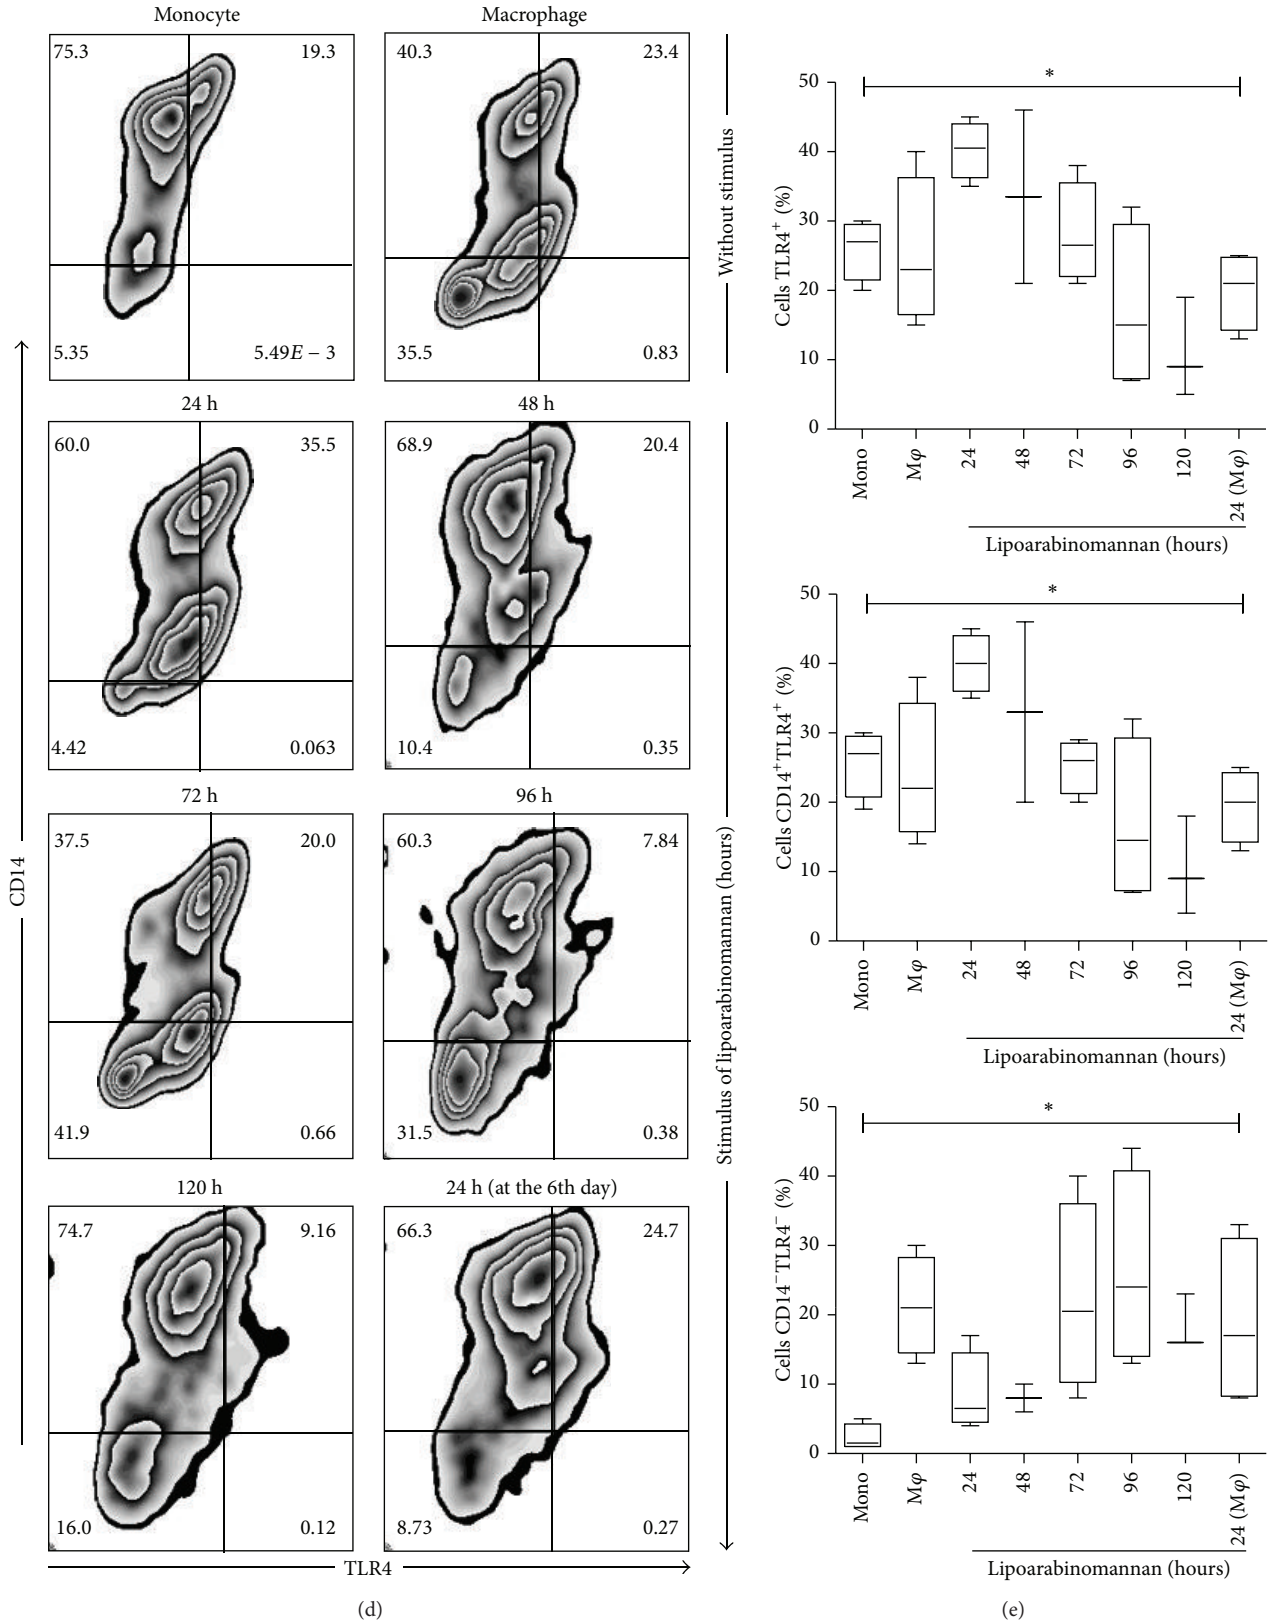 Monocyte
Macrophage
75.3
19.3
5.35
5.49E − 3
40.3
23.4
35.5
0.83
Without stimulus
24 h
48 h
60.0
35.5
4.42
0.063
68.9
20.4
10.4
0.35
72 h
96 h
37.5
20.0
41.9
0.66
60.3
7.84
31.5
0.38
120 h
24 h (at the 6th day)
74.7
9.16
16.0
0.12
66.3
24.7
8.73
0.27
CD14
TLR4
Stimulus of lipoarabinomannan (hours)
(d)
*
50
40
30
20
10
0
Cells TLR4⁺ (%)
Mono
Mφ
24
48
72
96
120
24 (Mφ)
Lipoarabinomannan (hours)
*
50
40
30
20
10
0
Cells CD14⁺TLR4⁺ (%)
Mono
Mφ
24
48
72
96
120
24 (Mφ)
Lipoarabinomannan (hours)
*
50
40
30
20
10
0
Cells CD14⁻TLR4⁻ (%)
Mono
Mφ
24
48
72
96
120
24 (Mφ)
Lipoarabinomannan (hours)
(e)